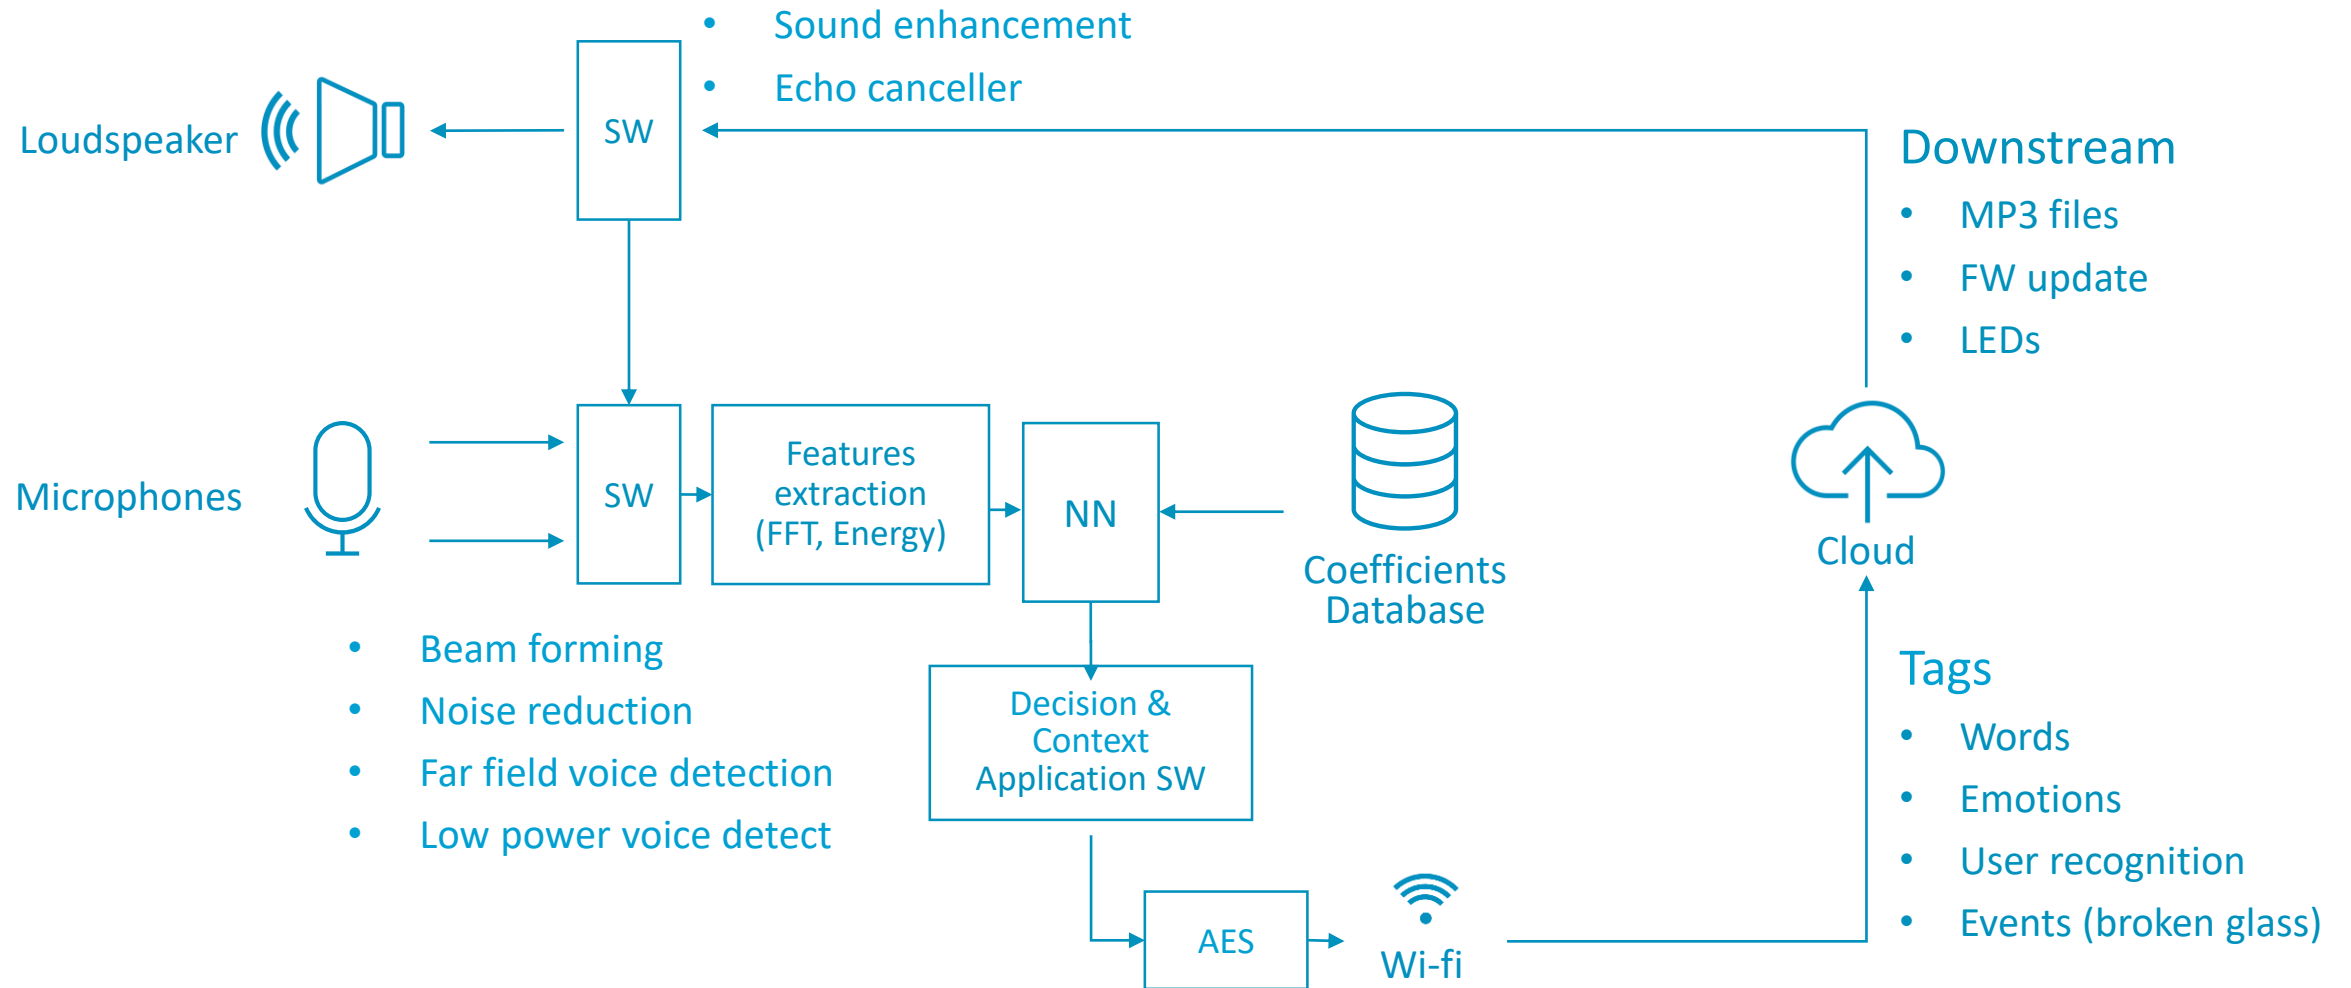 • Sound enhancement
• Echo canceller
Loudspeaker
SW
Downstream
• MP3 files
• FW update
• LEDs
Microphones
SW
Features
extraction
(FFT, Energy)
NN
Coefficients
Database
Cloud
• Beam forming
• Noise reduction
• Far field voice detection
• Low power voice detect
Decision &
Context
Application SW
Tags
• Words
• Emotions
• User recognition
• Events (broken glass)
AES
Wi-fi